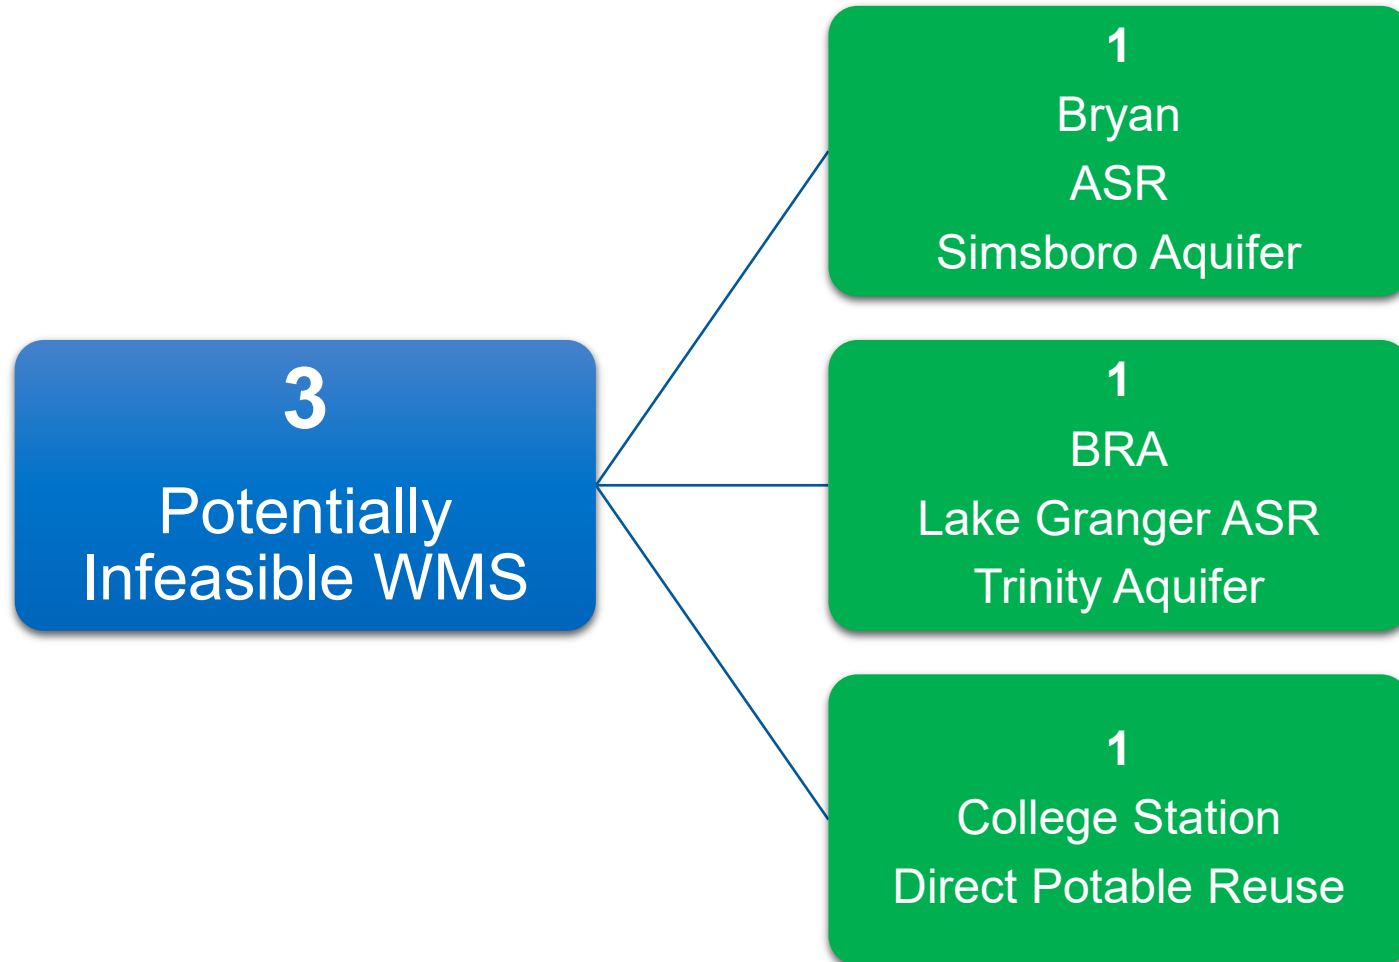 3
Potentially
Infeasible WMS
1
Bryan
ASR
Simsboro Aquifer
1
BRA
Lake Granger ASR
Trinity Aquifer
1
College Station
Direct Potable Reuse